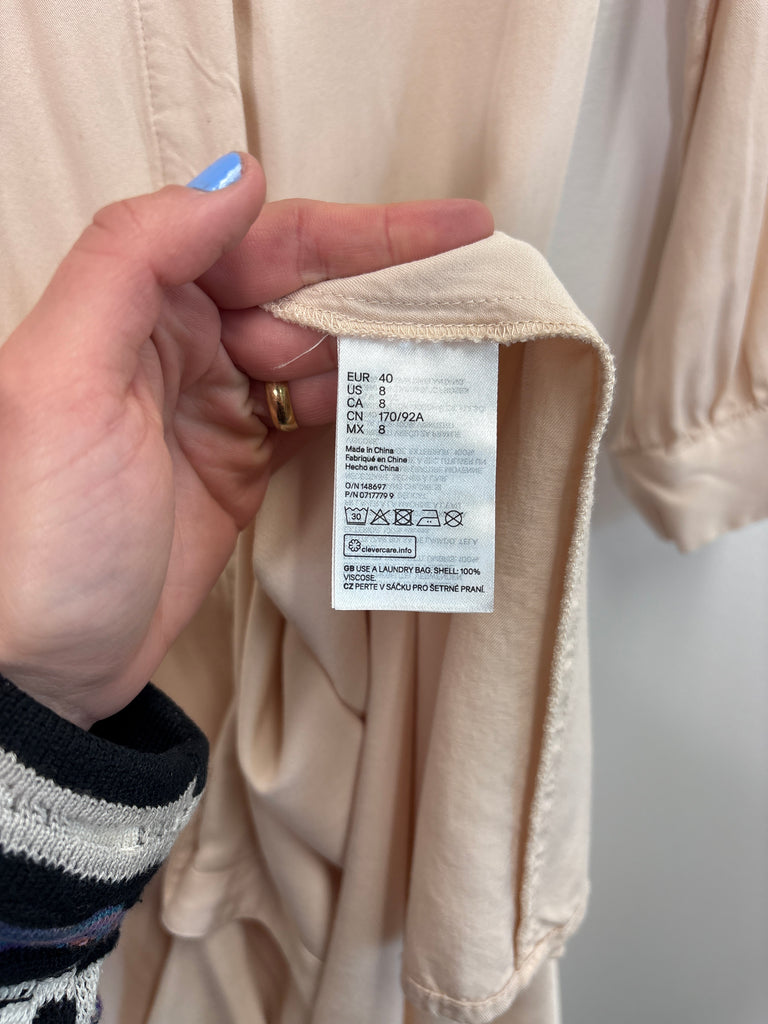 EUR 40
US 8
CA 8
CN 170/92A
MX 8
Made in China
Fabriqué en Chine
Hecho en China
O/N 148697
P/N 0717779 9
30
clevercare.info
GB USE A LAUNDRY BAG. SHELL: 100%
VISCOSE.
CZ PERTE V SÁČKU PRO ŠETRNÉ PRANÍ.